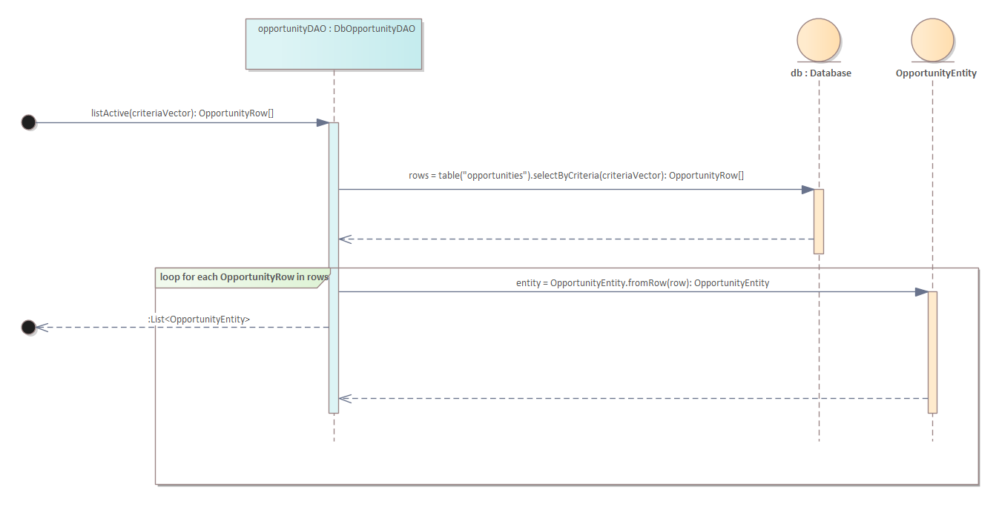 opportunityDAO : DbOpportunityDAO
db : Database
OpportunityEntity
listActive(criteriaVector): OpportunityRow[]
rows = table("opportunities").selectByCriteria(criteriaVector): OpportunityRow[]
loop for each OpportunityRow in rows
entity = OpportunityEntity.fromRow(row): OpportunityEntity
:List<OpportunityEntity>